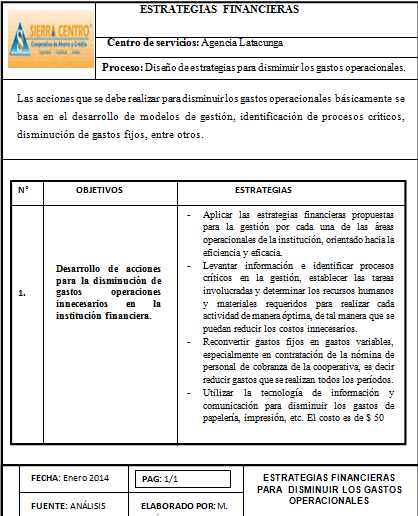 ESTRATEGIAS FINANCIERAS
SIERRA CENTRO
Cooperativa de Ahorro y Crédito
Centro de servicios: Agencia Latacunga
Proceso: Diseño de estrategias para disminuir los gastos operacionales.
Las acciones que se debe realizar para disminuir los gastos operacionales básicamente se
basa en el desarrollo de modelos de gestión, identificación de procesos críticos,
disminución de gastos fijos, entre otros.
N° OBJETIVOS ESTRATEGIAS
1.
Desarrollo de acciones
para la disminución de
gastos operaciones
innecesarios en la
institución financiera.
- Aplicar las estrategias financieras propuestas
para la gestión por cada una de las áreas
operacionales de la institución, orientado hacia la
eficiencia y eficacia.
- Levantar información e identificar procesos
críticos en la gestión, establecer las tareas
involucradas y determinar los recursos humanos
y materiales requeridos para realizar cada
actividad de manera óptima, de tal manera que se
puedan reducir los costos innecesarios.
- Reconvertir gastos fijos en gastos variables,
especialmente en contratación de la nómina de
personal de cobranza de la cooperativa, es decir
reducir gastos que se realizan todos los períodos.
- Utilizar la tecnología de información y
comunicación para disminuir los gastos de
papelería, impresión, etc. El costo es de $ 50
FECHA: Enero 2014
PAG: 1/1
ESTRATEGIAS FINANCIERAS
PARA DISMINUIR LOS GASTOS
OPERACIONALES
FUENTE: ANÁLISIS
ELABORADO POR: M.